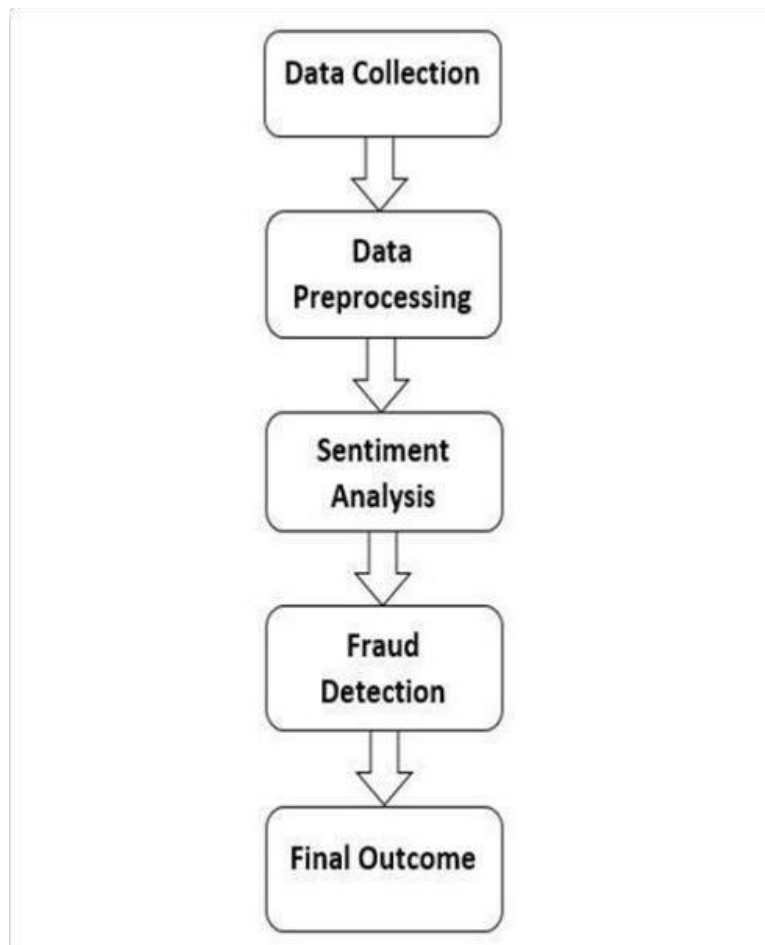 Data Collection
Data
Preprocessing
Sentiment
Analysis
Fraud
Detection
Final Outcome